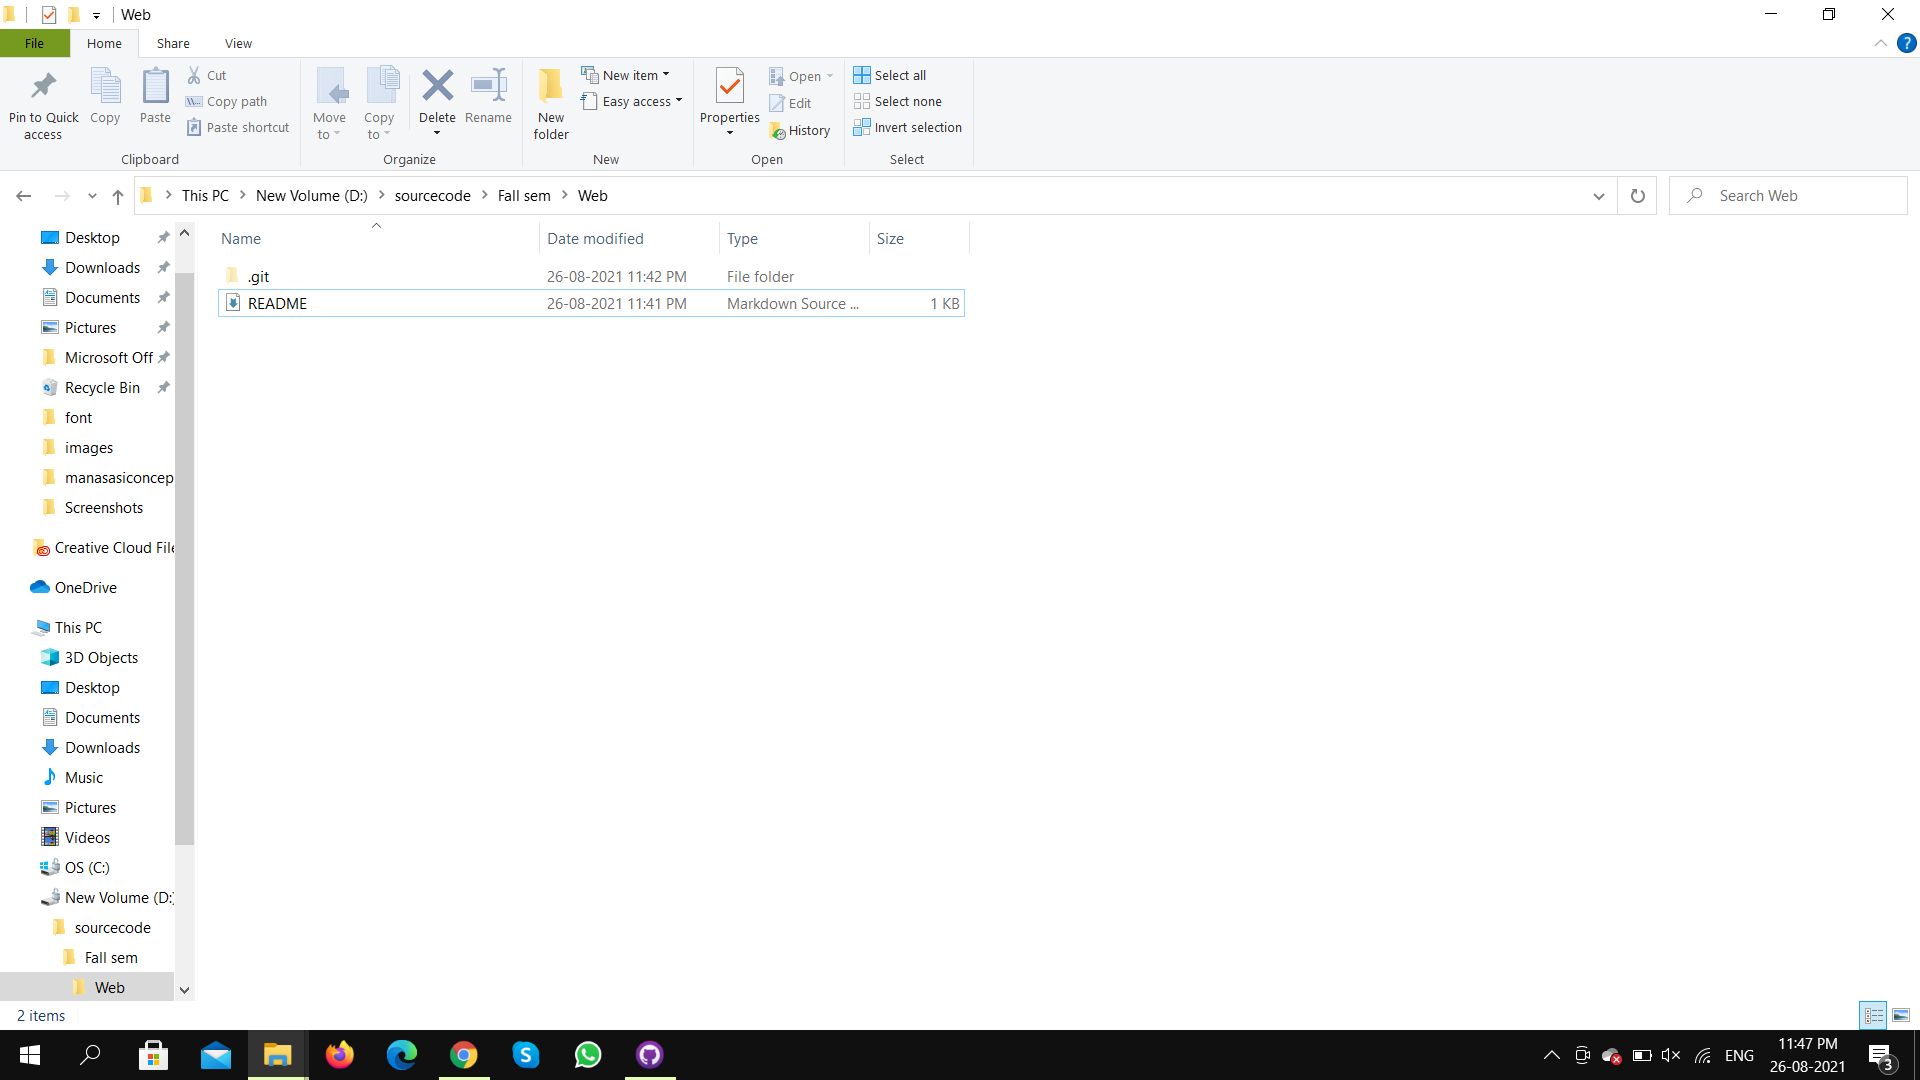 Web
File Home Share View
Pin to Quick access
Copy
Paste
Cut
Copy path
Paste shortcut
Clipboard
Move to
Copy to
Delete
Rename
Organize
New folder
New item
Easy access
New
Properties
Open
Edit
History
Open
Select all
Select none
Invert selection
Select
This PC > New Volume (D:) > sourcecode > Fall sem > Web
Search Web
Name Date modified Type Size
.git 26-08-2021 11:42 PM File folder
README 26-08-2021 11:41 PM Markdown Source ... 1 KB
Desktop
Downloads
Documents
Pictures
Microsoft Off
Recycle Bin
font
images
manasasiconcep
Screenshots
Creative Cloud File
OneDrive
This PC
3D Objects
Desktop
Documents
Downloads
Music
Pictures
Videos
OS (C:)
New Volume (D:)
sourcecode
Fall sem
Web
2 items
ENG
11:47 PM
26-08-2021
3